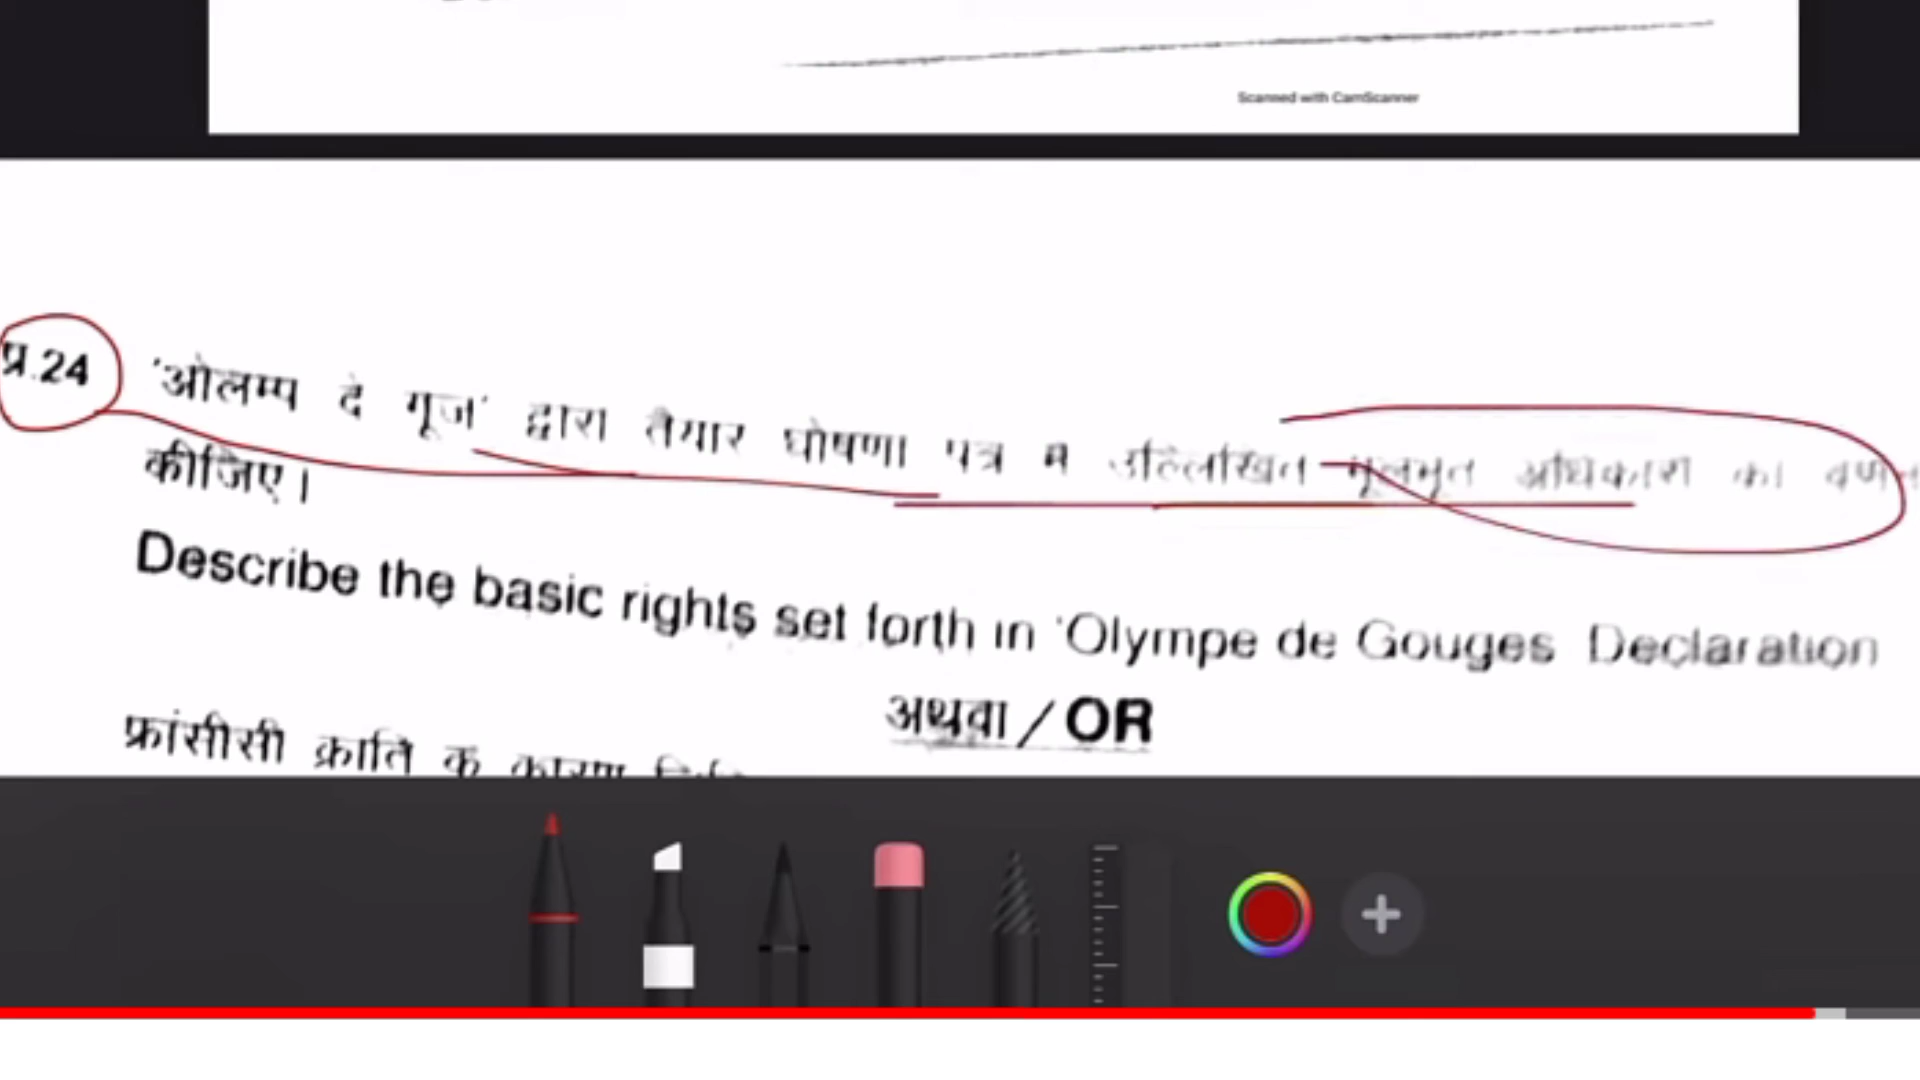 Scanned with CamScanner
प्र.24 'ओलम्प दे गूज' द्वारा तैयार घोषणा पत्र में उल्लिखित मूलभूत अधिकारों का वर्णन
कीजिए।
Describe the basic rights set forth in 'Olympe de Gouges Declaration
अथवा / OR
फ्रांसीसी क्रांति के कारण